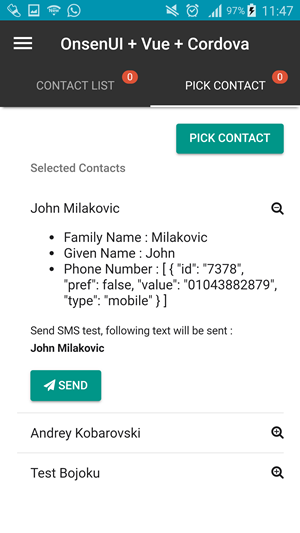 97% 11:47
OnsenUI + Vue + Cordova
CONTACT LIST 0 PICK CONTACT 0
PICK CONTACT
Selected Contacts
John Milakovic
Family Name : Milakovic
Given Name : John
Phone Number : [ { "id": "7378",
"pref": false, "value": "01043882879",
"type": "mobile" } ]
Send SMS test, following text will be sent :
John Milakovic
SEND
Andrey Kobarovski
Test Bojoku